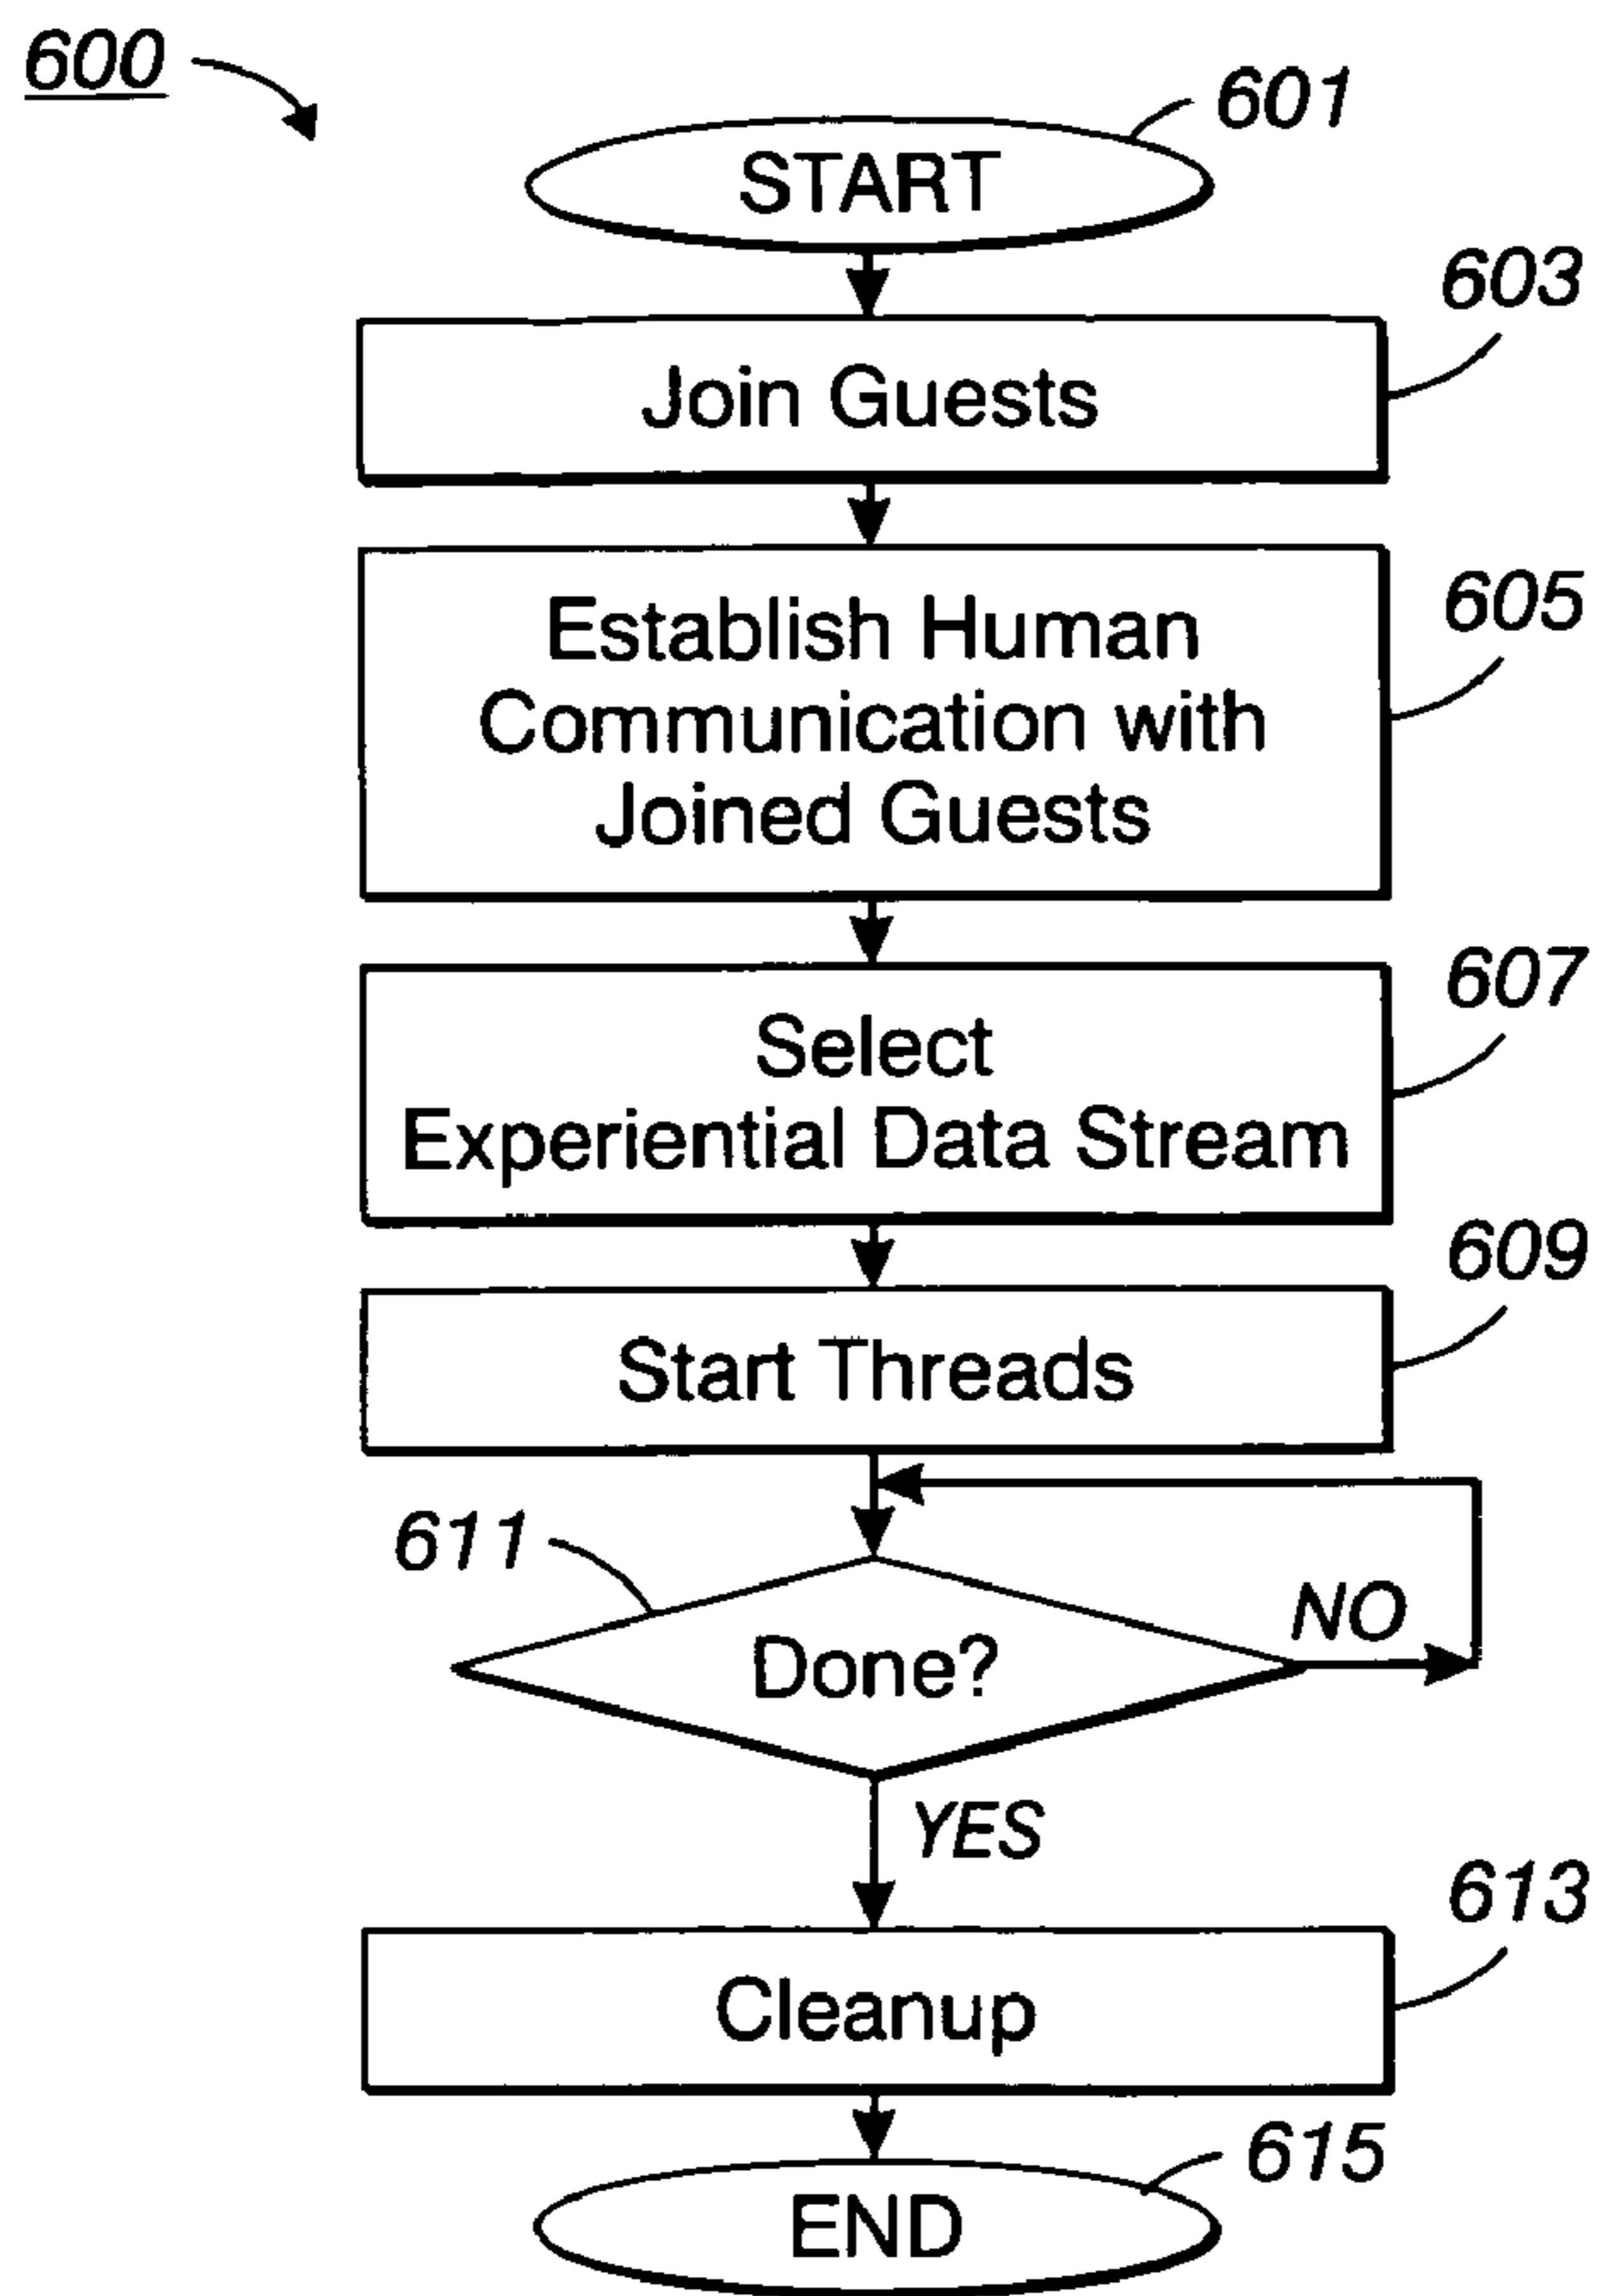 600
601
START
603
Join Guests
605
Establish Human
Communication with
Joined Guests
607
Select
Experiential Data Stream
609
Start Threads
611
NO
Done?
YES
613
Cleanup
615
END